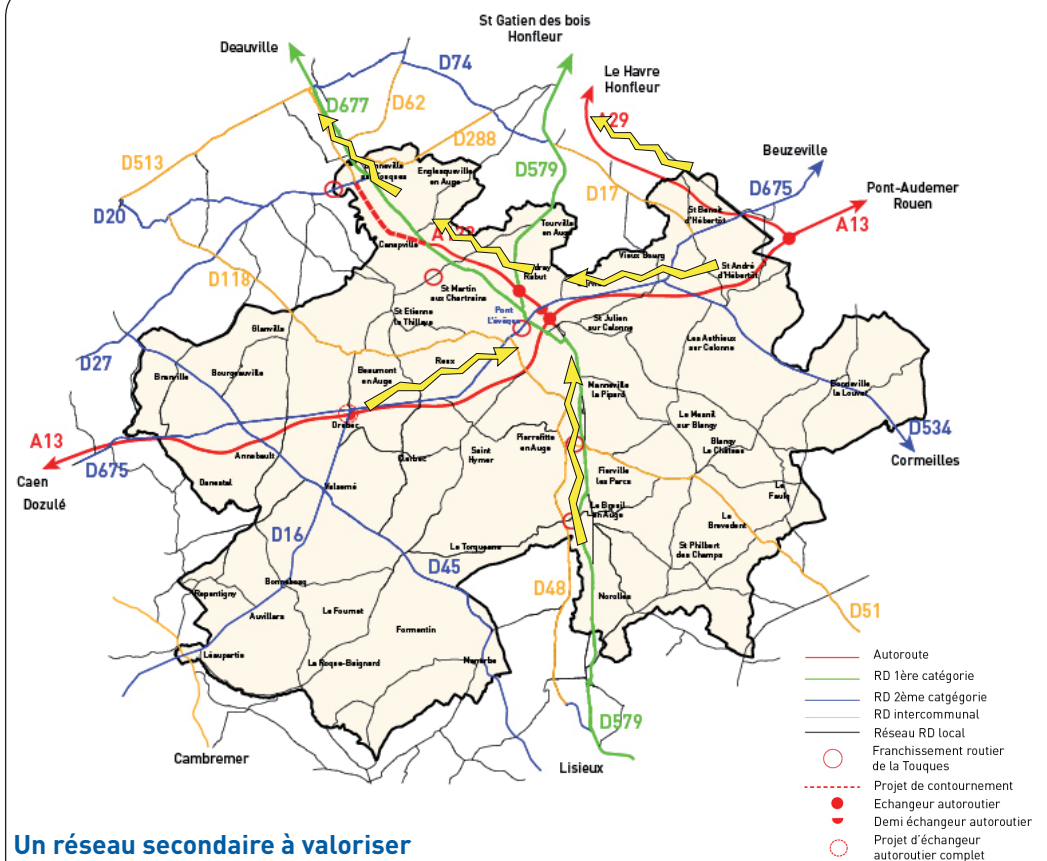 St Gatien des bois
Honfleur
Deauville
Le Havre
Honfleur
D74
D62
D677
D288
D513
D579
D17
Beuzeville
D675
Pont-Audemer
Rouen
A13
D20
Englesqueville
en Auge
St Benoit
d'Hébertôt
Tourville
en Auge
Canapville
Vieux Bourg
St André
d'Hébertôt
D118
St Martin
aux Chartrains
St Etienne
la Thillaye
Pont
L'évêque
St Julien
sur Calonne
Les Authieux
sur Calonne
Glanville
D27
Branville
Bourgeauville
Reux
Beaumont
en Auge
Manneville
la Pipard
Bonneville
la Louvet
Le Mesnil
sur Blangy
Drubec
Pierrefitte
en Auge
Blangy
Le Château
D534
Cormeilles
A13
D675
Caen
Dozulé
Annebault
Clarbec
Saint
Hymer
Danestal
Valsemé
Fierville
les Parcs
Le
Faulq
Le Breuil
en Auge
Le
Brevedent
D16
Le Torquesne
St Philbert
des Champs
D45
D48
Bonnebosq
Repentigny
Auvillars
Le Fournet
Norolles
D51
Formentin
Léaupartie
La Roque-Baignard
Manerbe
D579
Cambremer
Lisieux
Autoroute
RD 1ère catégorie
RD 2ème catgégorie
RD intercommunal
Réseau RD local
Franchissement routier
de la Touques
Projet de contournement
Echangeur autoroutier
Demi échangeur autoroutier
Projet d'échangeur
autoroutier complet
Un réseau secondaire à valoriser